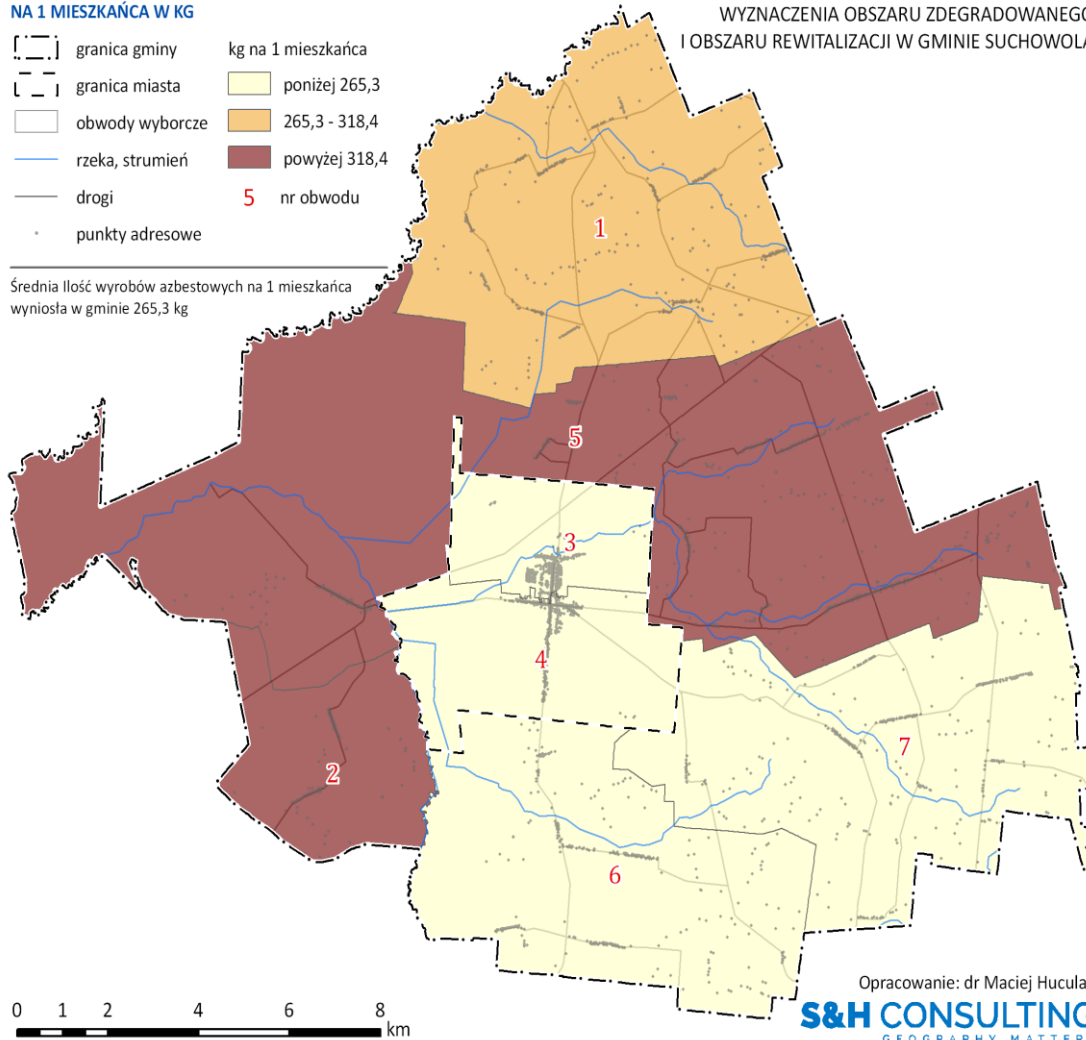 NA 1 MIESZKAŃCA W KG
WYZNACZENIA OBSZARU ZDEGRADOWANEGO
I OBSZARU REWITALIZACJI W GMINIE SUCHOWOLA
granica gminy
granica miasta
obwody wyborcze
rzeka, strumień
drogi
punkty adresowe
kg na 1 mieszkańca
poniżej 265,3
265,3 - 318,4
powyżej 318,4
5 nr obwodu
Średnia Ilość wyrobów azbestowych na 1 mieszkańca
wyniosła w gminie 265,3 kg
1
5
3
4
2
7
6
0 1 2 4 6 8 km
Opracowanie: dr Maciej Hucula
S&H CONSULTING
GEOGRAPHY MATTER